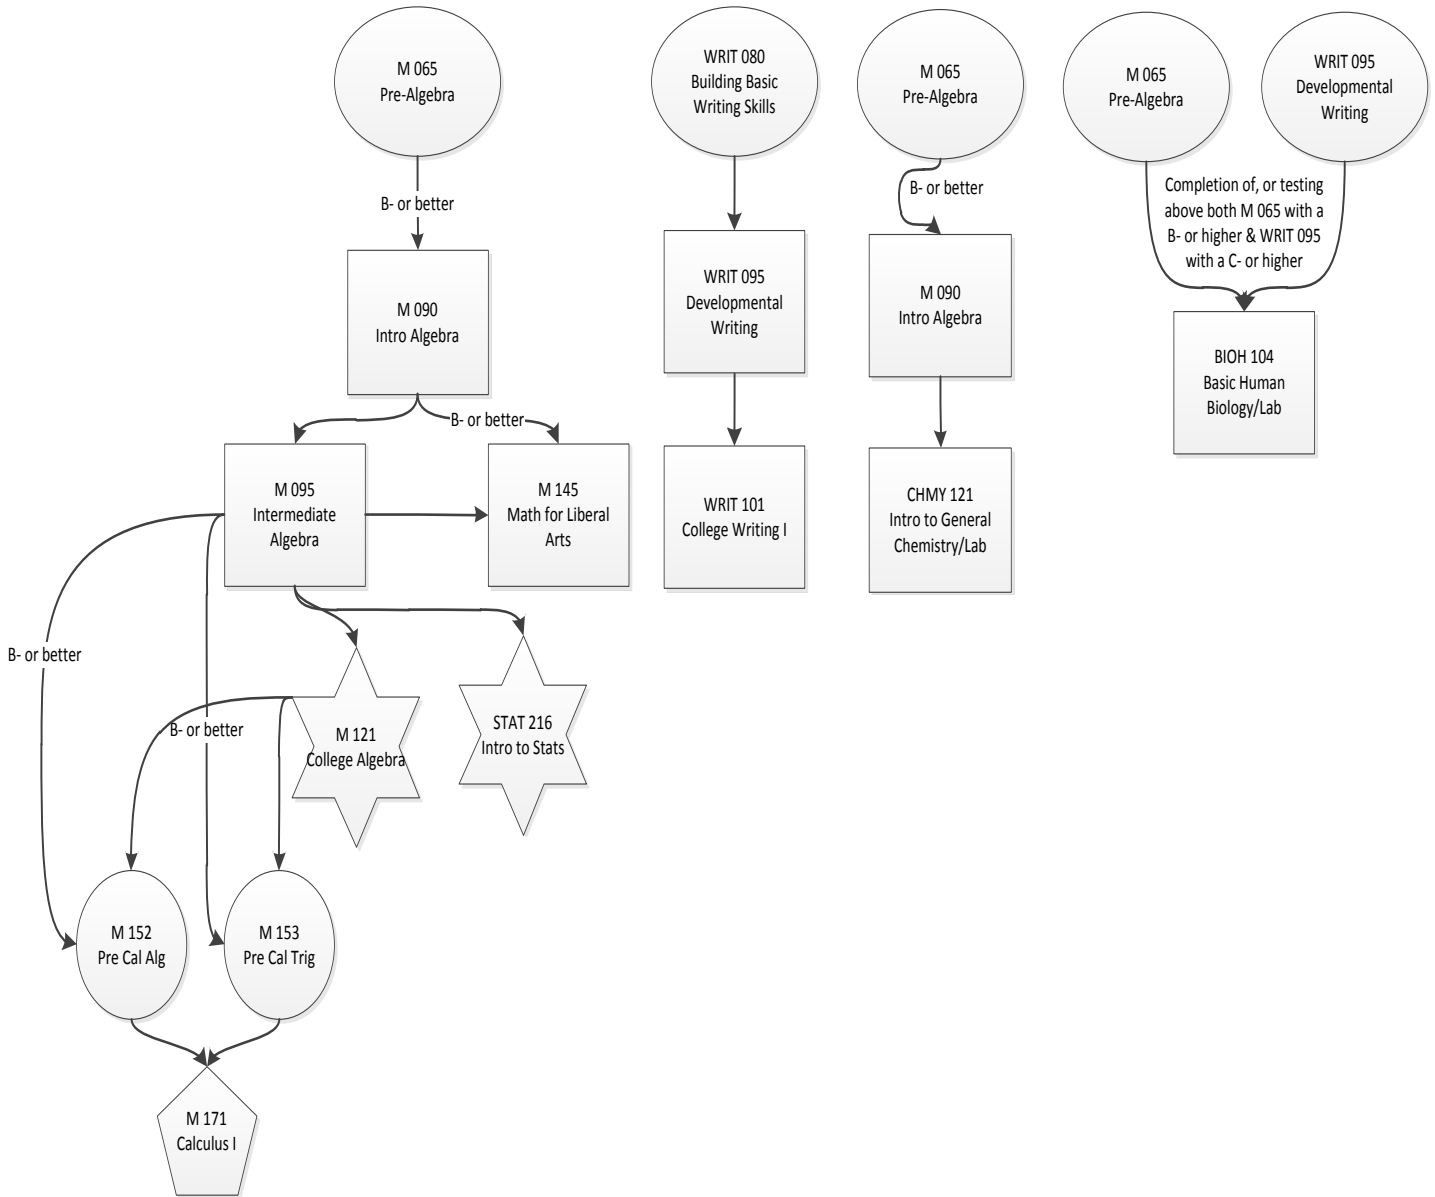 M 065
Pre-Algebra
B- or better
M 090
Intro Algebra
B- or better
M 095
Intermediate
Algebra
M 145
Math for Liberal
Arts
B- or better
B- or better
M 121
College Algebra
STAT 216
Intro to Stats
M 152
Pre Cal Alg
M 153
Pre Cal Trig
M 171
Calculus I
WRIT 080
Building Basic
Writing Skills
WRIT 095
Developmental
Writing
WRIT 101
College Writing I
M 065
Pre-Algebra
B- or better
M 090
Intro Algebra
CHMY 121
Intro to General
Chemistry/Lab
M 065
Pre-Algebra
WRIT 095
Developmental
Writing
Completion of, or testing
above both M 065 with a
B- or higher & WRIT 095
with a C- or higher
BIOH 104
Basic Human
Biology/Lab